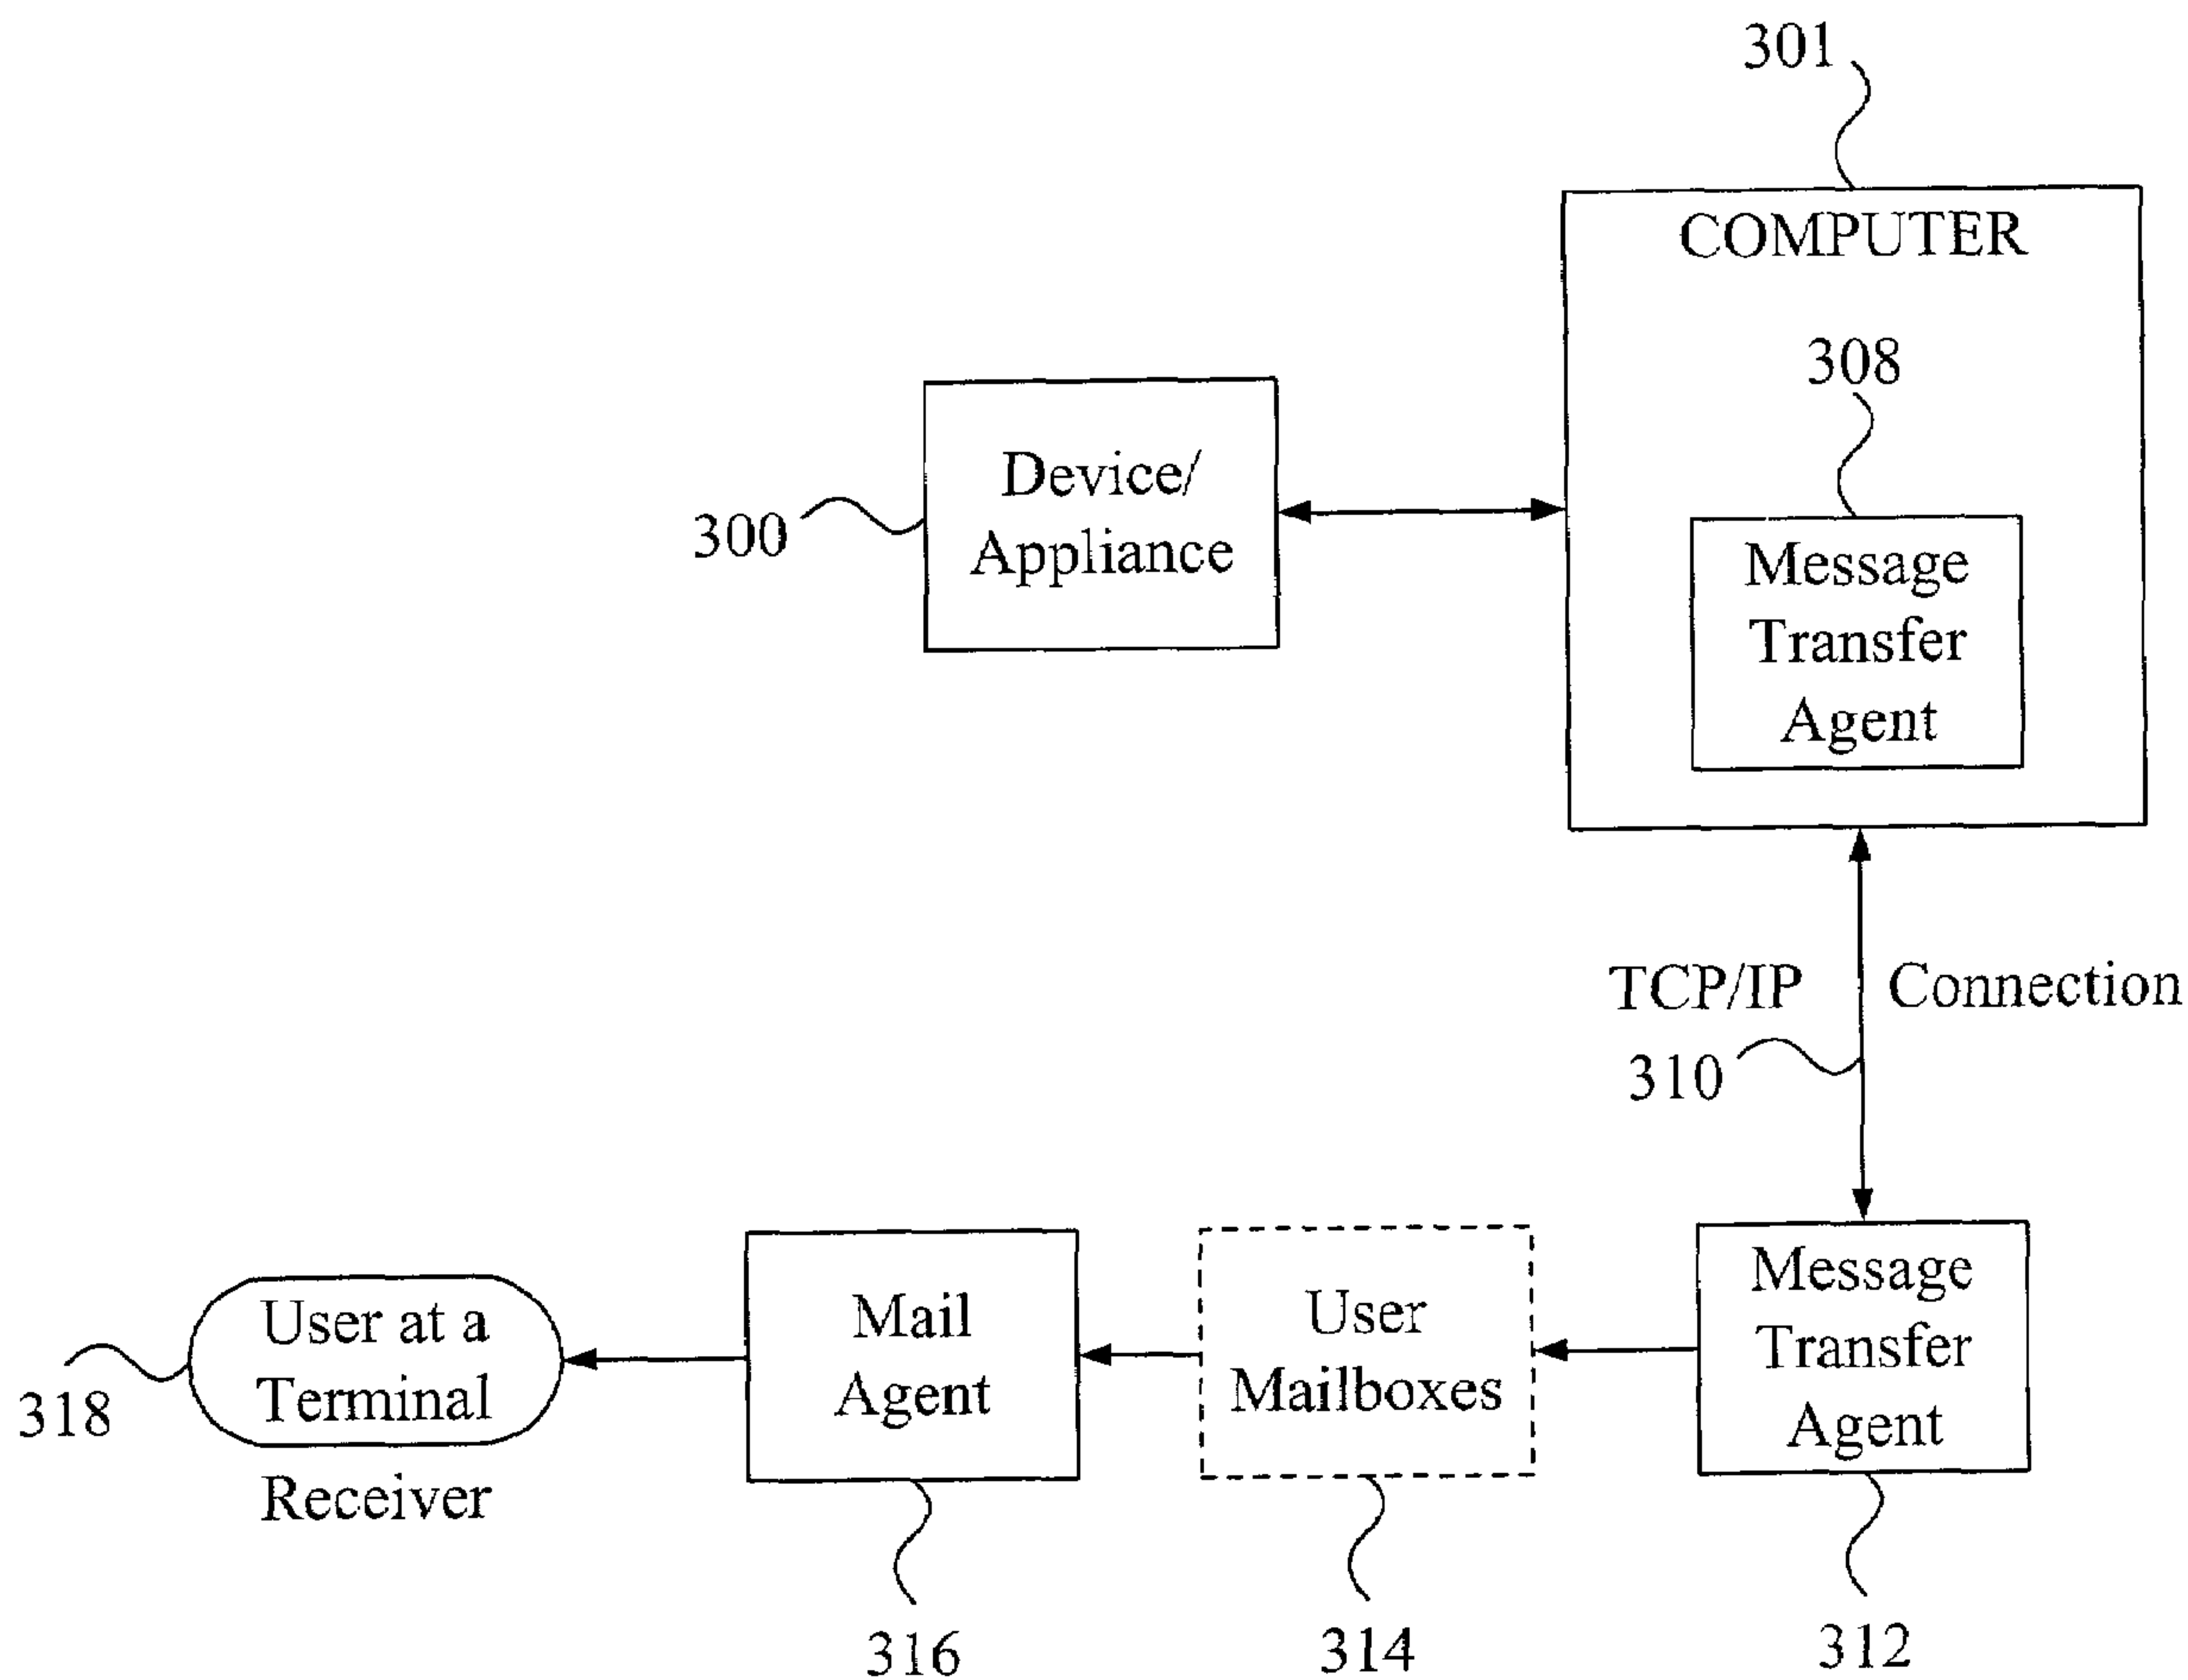 301
COMPUTER
308
Device/
Appliance
300
Message
Transfer
Agent
TCP/IP Connection
310
User at a
Terminal
318
Receiver
Mail
Agent
316
User
Mailboxes
314
Message
Transfer
Agent
312